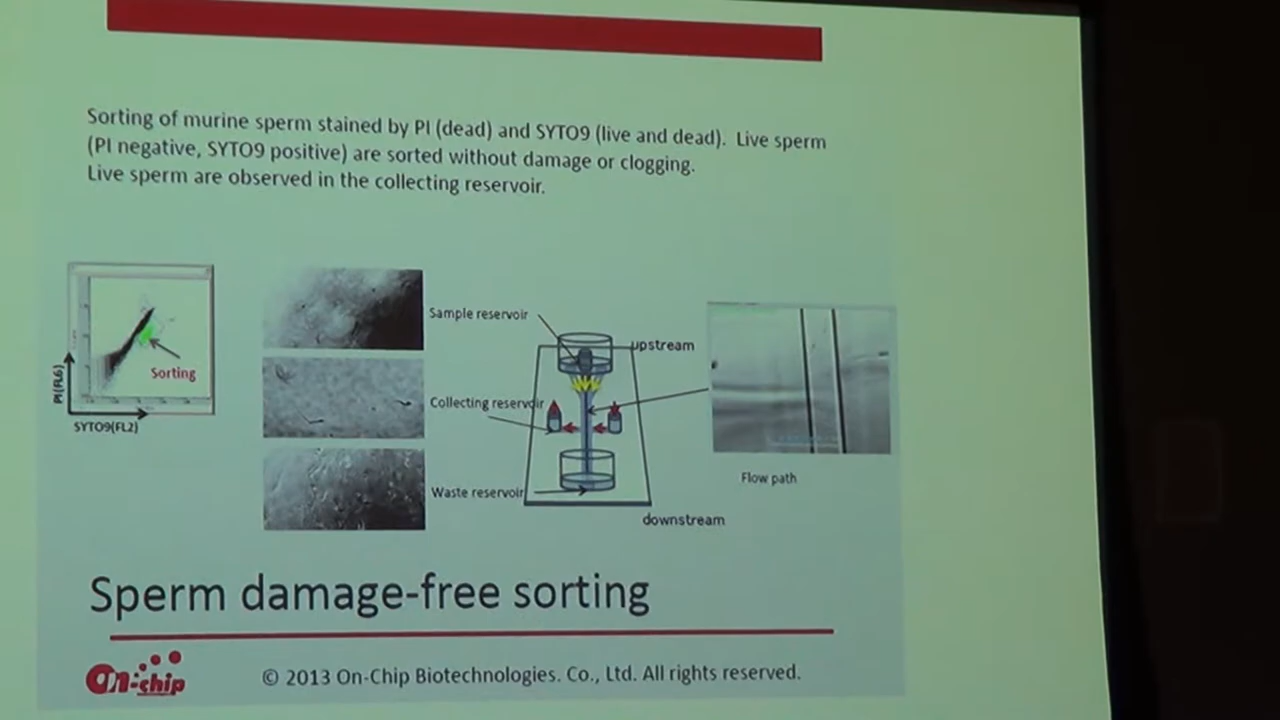 Sorting of murine sperm stained by PI (dead) and SYTO9 (live and dead). Live sperm
(PI negative, SYTO9 positive) are sorted without damage or clogging.
Live sperm are observed in the collecting reservoir.
Sorting
PI(FL6)
SYTO9(FL2)
Sample reservoir
upstream
Collecting reservoir
Waste reservoir
Flow path
downstream
Sperm damage-free sorting
On-chip
© 2013 On-Chip Biotechnologies. Co., Ltd. All rights reserved.